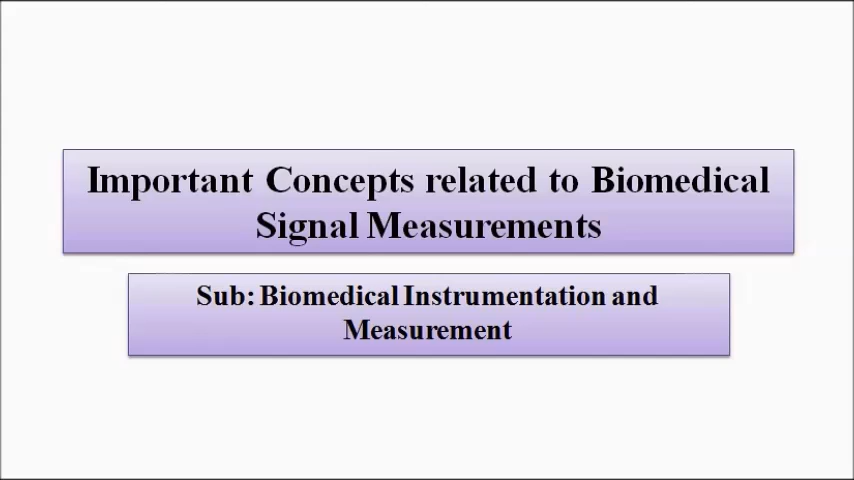 Important Concepts related to Biomedical
Signal Measurements
Sub: Biomedical Instrumentation and
Measurement